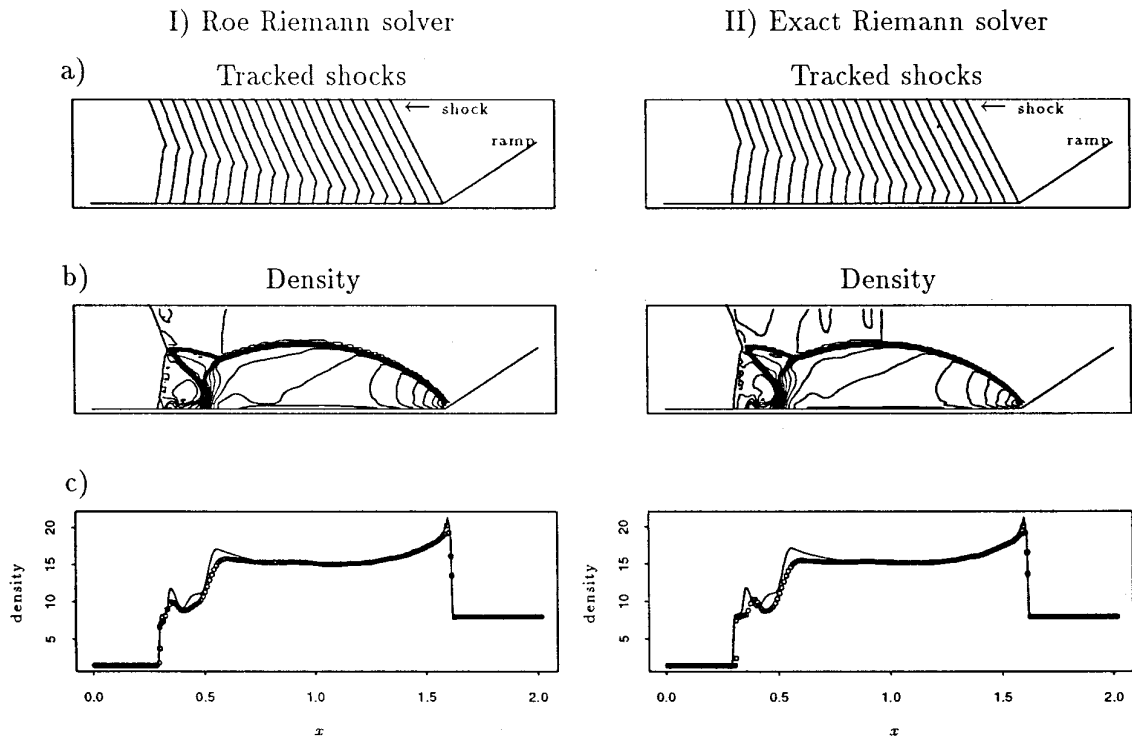 I) Roe Riemann solver
II) Exact Riemann solver
a)
Tracked shocks
Tracked shocks
← shock
← shock
ramp
ramp
b)
Density
Density
c)
20
15
10
5
density
0.0 0.5 1.0 1.5 2.0
x
20
15
10
5
density
0.0 0.5 1.0 1.5 2.0
x